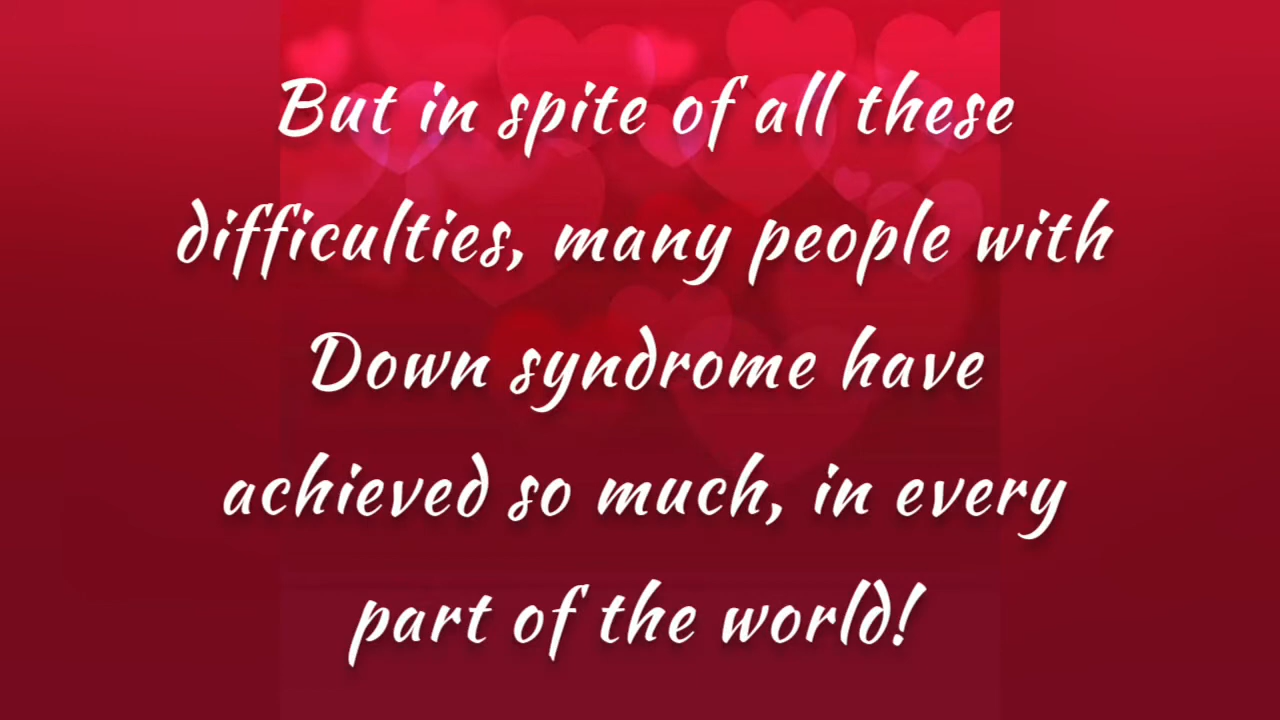 But in spite of all these
difficulties, many people with
Down syndrome have
achieved so much, in every
part of the world!